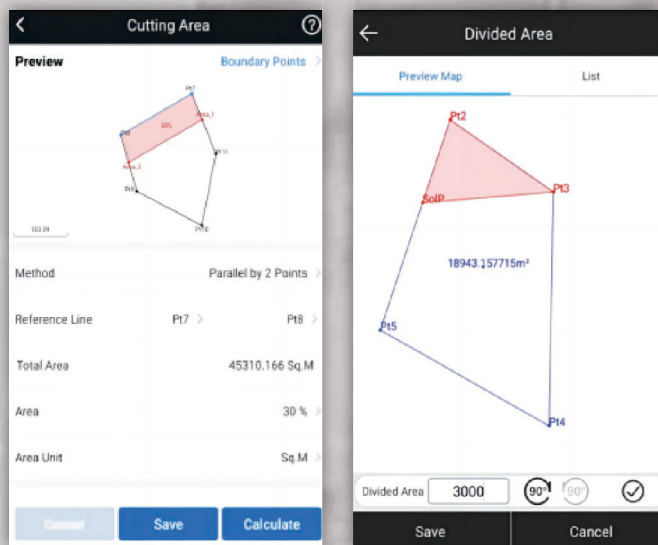 Cutting Area
Preview
Boundary Points
Pt7
Area_1
30%
Pt8
Area_2
Pt11
Pt9
Pt10
Method
Parallel by 2 Points
Reference Line
Pt7
Pt8
Total Area
45310.166 Sq.M
Area
30 %
Area Unit
Sq.M
Cancel
Save
Calculate
Divided Area
Preview Map
List
Pt2
Pt3
SolP
18943.157715m²
Pt5
Pt4
Divided Area
3000
90°
90°
Save
Cancel